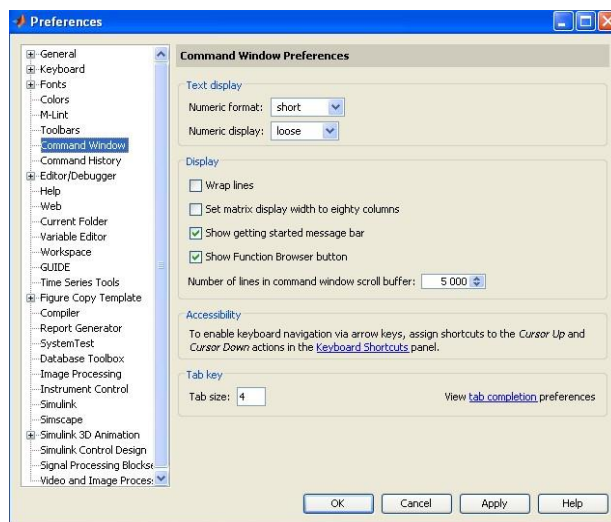 Preferences
General
Keyboard
Fonts
Colors
M-Lint
Toolbars
Command Window
Command History
Editor/Debugger
Help
Web
Current Folder
Variable Editor
Workspace
GUIDE
Time Series Tools
Figure Copy Template
Compiler
Report Generator
SystemTest
Database Toolbox
Image Processing
Instrument Control
Simulink
Simscape
Simulink 3D Animation
Simulink Control Design
Signal Processing Blockse
Video and Image Process
Command Window Preferences
Text display
Numeric format: short
Numeric display: loose
Display
Wrap lines
Set matrix display width to eighty columns
Show getting started message bar
Show Function Browser button
Number of lines in command window scroll buffer: 5 000
Accessibility
To enable keyboard navigation via arrow keys, assign shortcuts to the Cursor Up and
Cursor Down actions in the Keyboard Shortcuts panel.
Tab key
Tab size: 4 View tab completion preferences
OK Cancel Apply Help